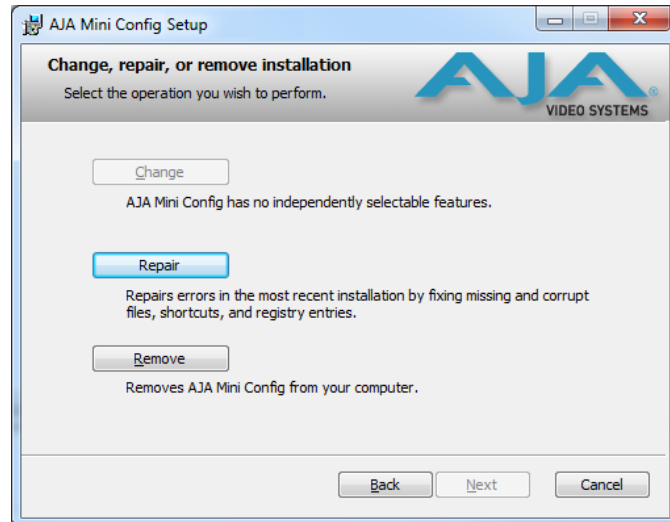 AJA Mini Config Setup
Change, repair, or remove installation
Select the operation you wish to perform.
AJA®
VIDEO SYSTEMS
Change
AJA Mini Config has no independently selectable features.
Repair
Repairs errors in the most recent installation by fixing missing and corrupt
files, shortcuts, and registry entries.
Remove
Removes AJA Mini Config from your computer.
Back Next Cancel